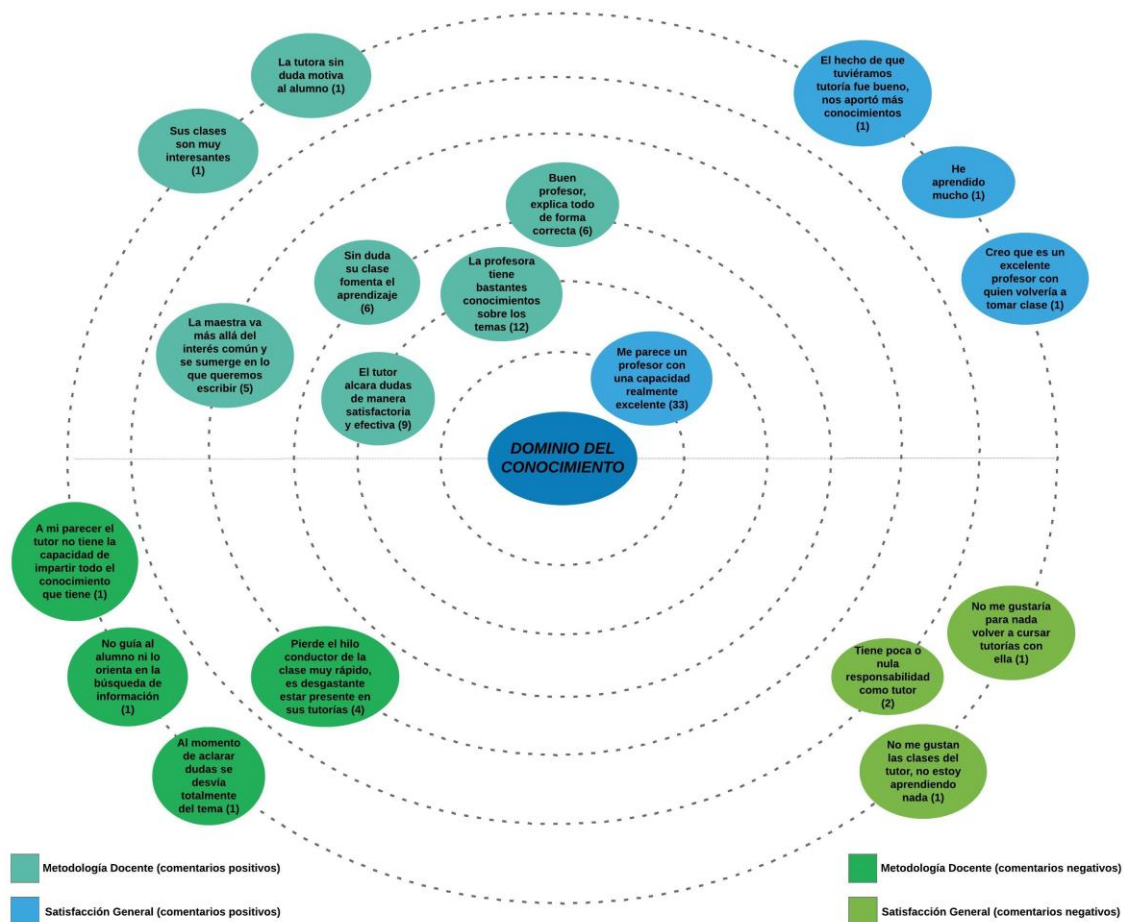 La tutora sin
duda motiva
al alumno (1)
Sus clases
son muy
interesantes
(1)
El hecho de que
tuviéramos
tutoría fue bueno,
nos aportó más
conocimientos
(1)
He
aprendido
mucho (1)
Creo que es un
excelente
profesor con
quien volvería a
tomar clase (1)
Buen
profesor,
explica todo
de forma
correcta (6)
Sin duda
su clase
fomenta el
aprendizaje
(6)
La profesora
tiene
bastantes
conocimientos
sobre los
temas (12)
La maestra va
más allá del
interés común y
se sumerge en lo
que queremos
escribir (5)
El tutor
alcara dudas
de manera
satisfactoria
y efectiva (9)
Me parece un
profesor con
una capacidad
realmente
excelente (33)
DOMINIO DEL
CONOCIMIENTO
A mi parecer el
tutor no tiene la
capacidad de
impartir todo el
conocimiento
que tiene (1)
No guía al
alumno ni lo
orienta en la
búsqueda de
información
(1)
Pierde el hilo
conductor de la
clase muy rápido,
es desgastante
estar presente en
sus tutorías (4)
Al momento
de aclarar
dudas se
desvía
totalmente
del tema (1)
No me gustaría
para nada
volver a cursar
tutorías con
ella (1)
Tiene poca o
nula
responsabilidad
como tutor
(2)
No me gustan
las clases del
tutor, no estoy
aprendiendo
nada (1)
Metodología Docente (comentarios positivos)
Satisfacción General (comentarios positivos)
Metodología Docente (comentarios negativos)
Satisfacción General (comentarios negativos)